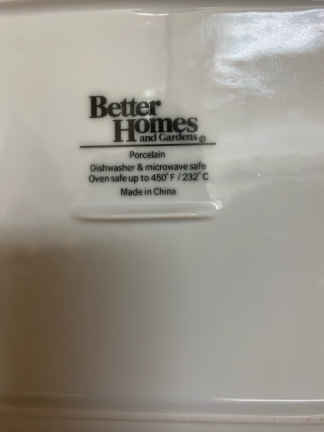 Better
Homes
and Gardens®
Porcelain
Dishwasher & microwave safe
Oven safe up to 450°F / 232°C
Made in China